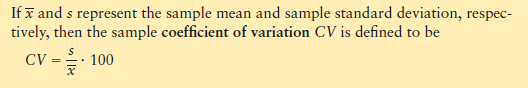 If x̅ and s represent the sample mean and sample standard deviation, respec-
tively, then the sample coefficient of variation CV is defined to be
CV = s/x̅ · 100